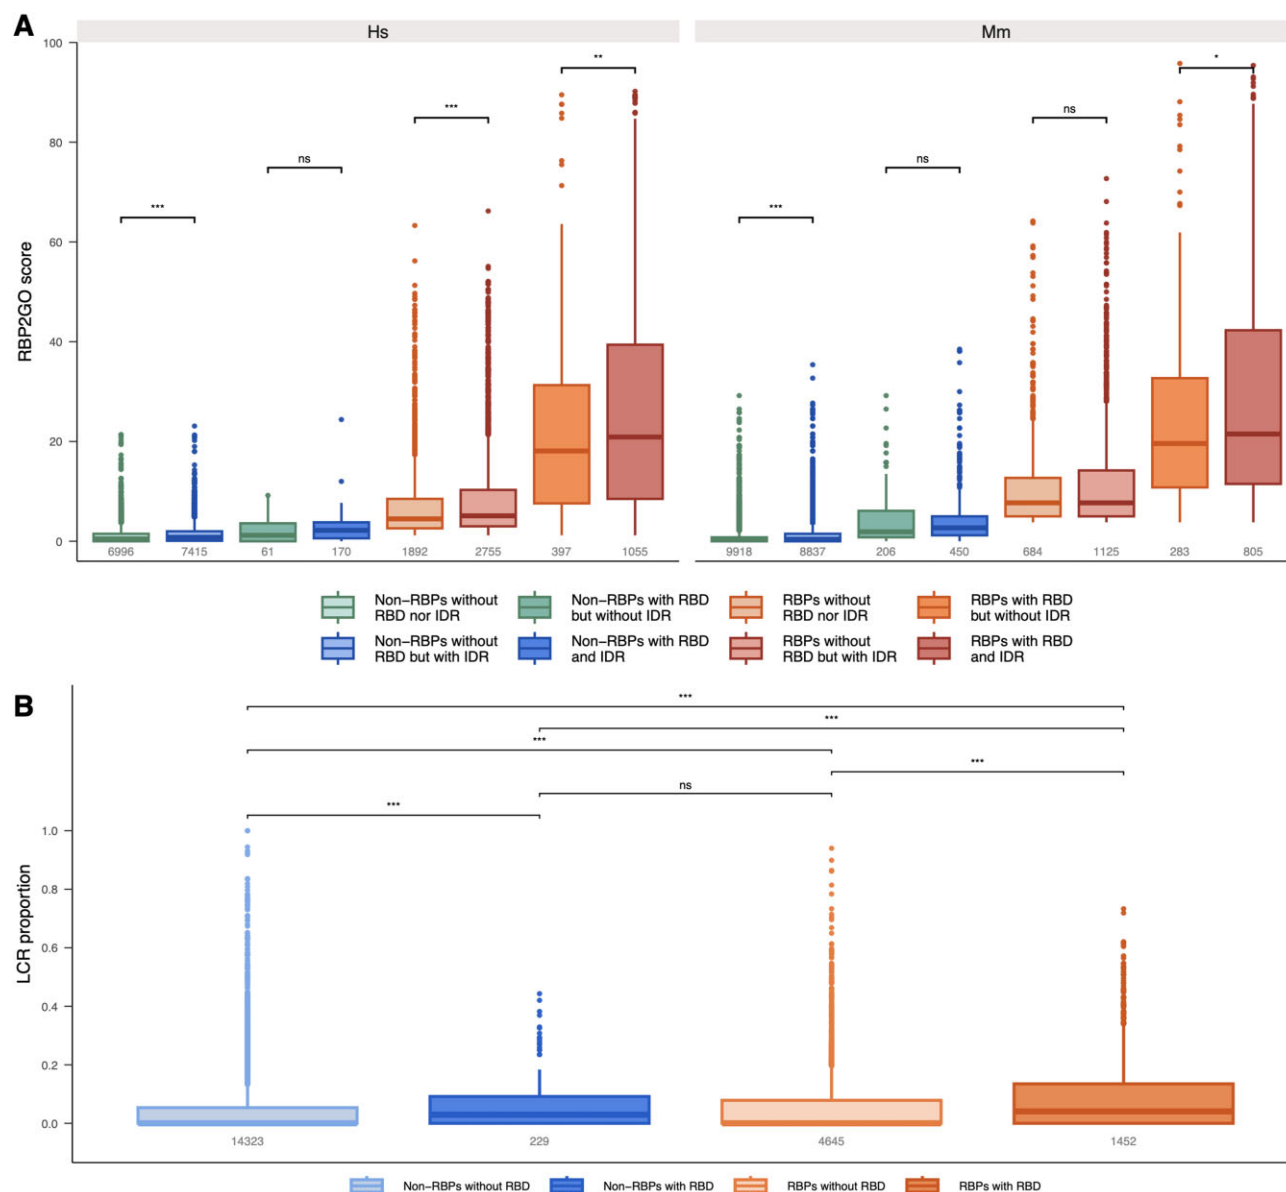 A
Hs
Mm
RBP2GO score
100
80
60
40
20
0
***
ns
***
**
***
ns
ns
*
6996
7415
61
170
1892
2755
397
1055
9918
8837
206
450
684
1125
283
805
Non-RBPs without
RBD nor IDR
Non-RBPs with RBD
but without IDR
RBPs without
RBD nor IDR
RBPs with RBD
but without IDR
Non-RBPs without
RBD but with IDR
Non-RBPs with RBD
and IDR
RBPs without
RBD but with IDR
RBPs with RBD
and IDR
B
LCR proportion
***
***
***
***
ns
***
1.0
0.8
0.6
0.4
0.2
0.0
14323
229
4645
1452
Non-RBPs without RBD
Non-RBPs with RBD
RBPs without RBD
RBPs with RBD